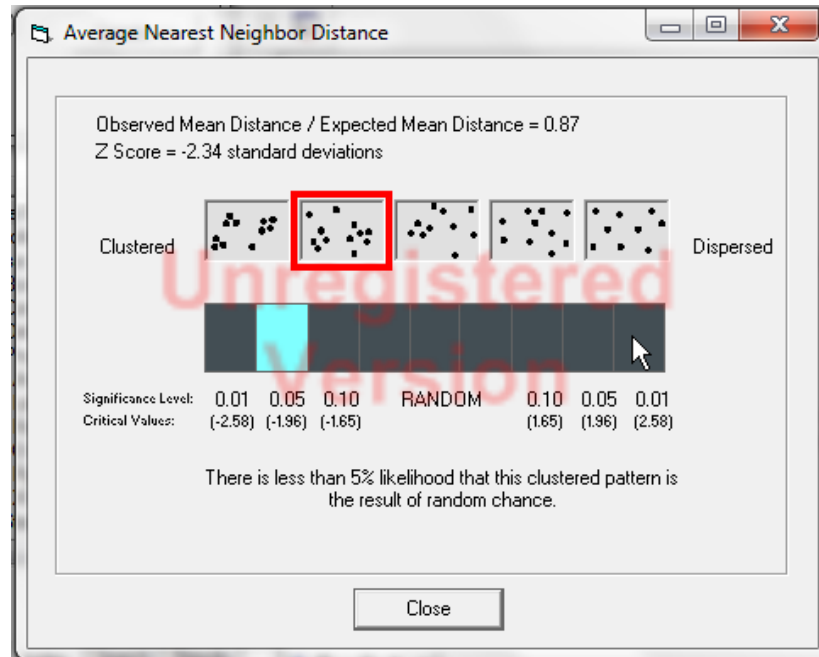 Average Nearest Neighbor Distance
Observed Mean Distance / Expected Mean Distance = 0.87
Z Score = -2.34 standard deviations
Clustered
Dispersed
Unregistered
Version
Significance Level: 0.01 0.05 0.10 RANDOM 0.10 0.05 0.01
Critical Values: (-2.58) (-1.96) (-1.65) (1.65) (1.96) (2.58)
There is less than 5% likelihood that this clustered pattern is
the result of random chance.
Close